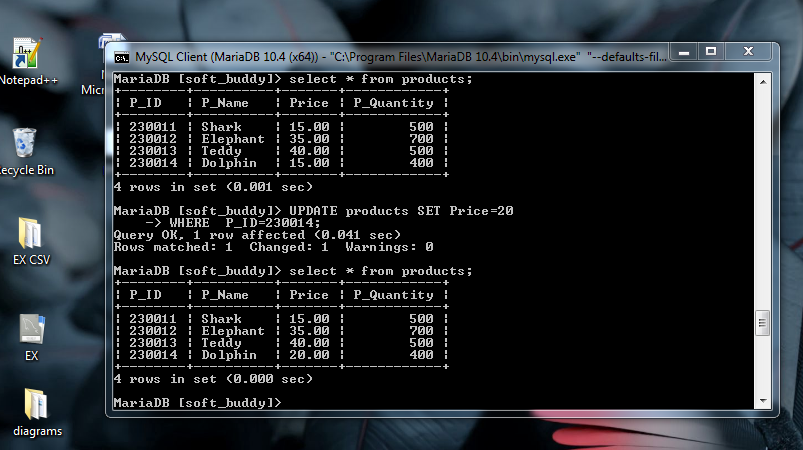 Notepad++
Micro
Recycle Bin
EX CSV
EX
diagrams
MySQL Client (MariaDB 10.4 (x64)) - "C:\Program Files\MariaDB 10.4\bin\mysql.exe" "--defaults-fil...
MariaDB [soft_buddy]> select * from products;
+--------+----------+-------+------------+
| P_ID   | P_Name   | Price | P_Quantity |
+--------+----------+-------+------------+
| 230011 | Shark    | 15.00 |        500 |
| 230012 | Elephant | 35.00 |        700 |
| 230013 | Teddy    | 40.00 |        500 |
| 230014 | Dolphin  | 15.00 |        400 |
+--------+----------+-------+------------+
4 rows in set (0.001 sec)
MariaDB [soft_buddy]> UPDATE products SET Price=20
    -> WHERE  P_ID=230014;
Query OK, 1 row affected (0.041 sec)
Rows matched: 1  Changed: 1  Warnings: 0
MariaDB [soft_buddy]> select * from products;
+--------+----------+-------+------------+
| P_ID   | P_Name   | Price | P_Quantity |
+--------+----------+-------+------------+
| 230011 | Shark    | 15.00 |        500 |
| 230012 | Elephant | 35.00 |        700 |
| 230013 | Teddy    | 40.00 |        500 |
| 230014 | Dolphin  | 20.00 |        400 |
+--------+----------+-------+------------+
4 rows in set (0.000 sec)
MariaDB [soft_buddy]>